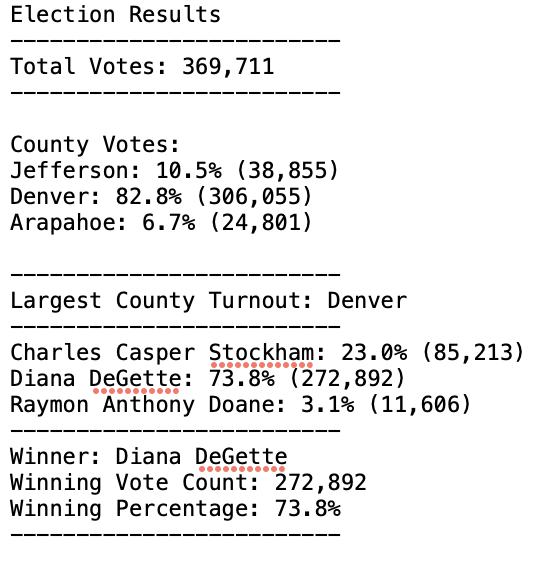 Election Results
-------------------------
Total Votes: 369,711
-------------------------
County Votes:
Jefferson: 10.5% (38,855)
Denver: 82.8% (306,055)
Arapahoe: 6.7% (24,801)
-------------------------
Largest County Turnout: Denver
-------------------------
Charles Casper Stockham: 23.0% (85,213)
Diana DeGette: 73.8% (272,892)
Raymon Anthony Doane: 3.1% (11,606)
-------------------------
Winner: Diana DeGette
Winning Vote Count: 272,892
Winning Percentage: 73.8%
-------------------------